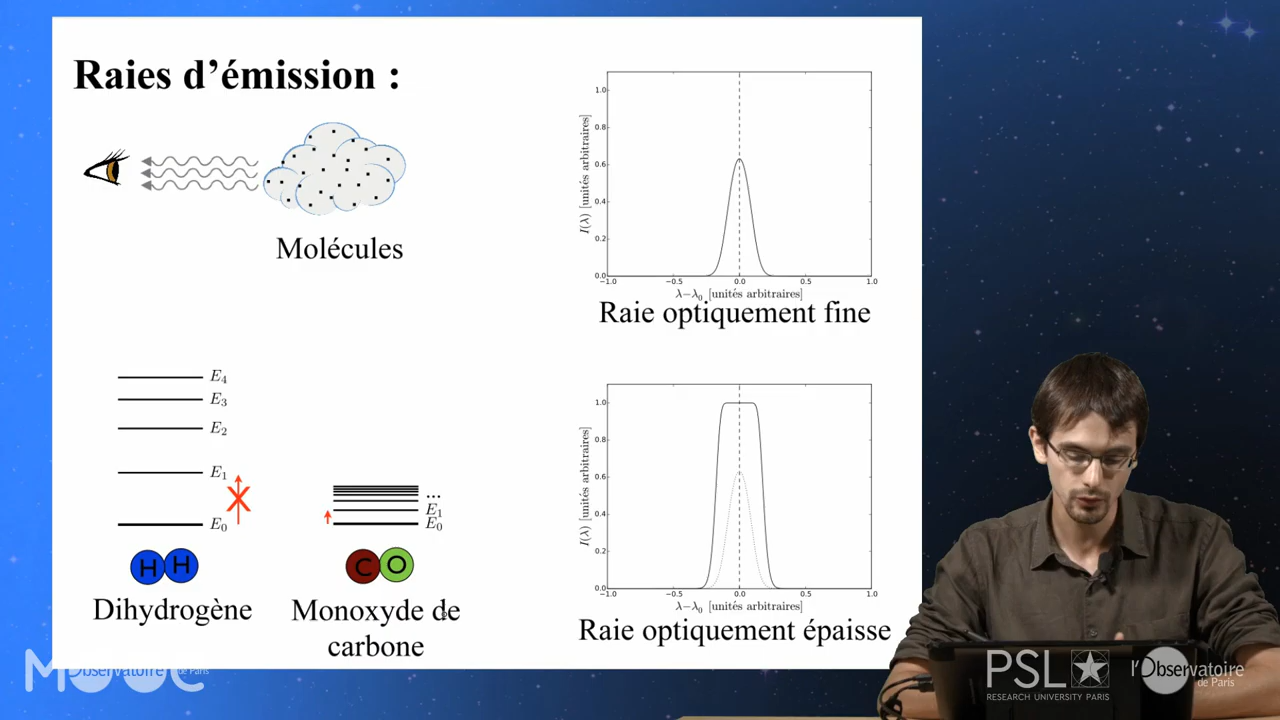 Raies d'émission :
Molécules
I(λ) [unités arbitraires]
1.0
0.8
0.6
0.4
0.2
0.0
−1.0 −0.5 0.0 0.5 1.0
λ−λ₀ [unités arbitraires]
Raie optiquement fine
E₄
E₃
E₂
E₁
E₀
H H
Dihydrogène
...
E₁
E₀
C O
Monoxyde de
carbone
I(λ) [unités arbitraires]
1.0
0.8
0.6
0.4
0.2
0.0
−1.0 −0.5 0.0 0.5 1.0
λ−λ₀ [unités arbitraires]
Raie optiquement épaisse
MOOC
l'Observatoire de Paris
PSL
RESEARCH UNIVERSITY PARIS
l'Observatoire
de Paris